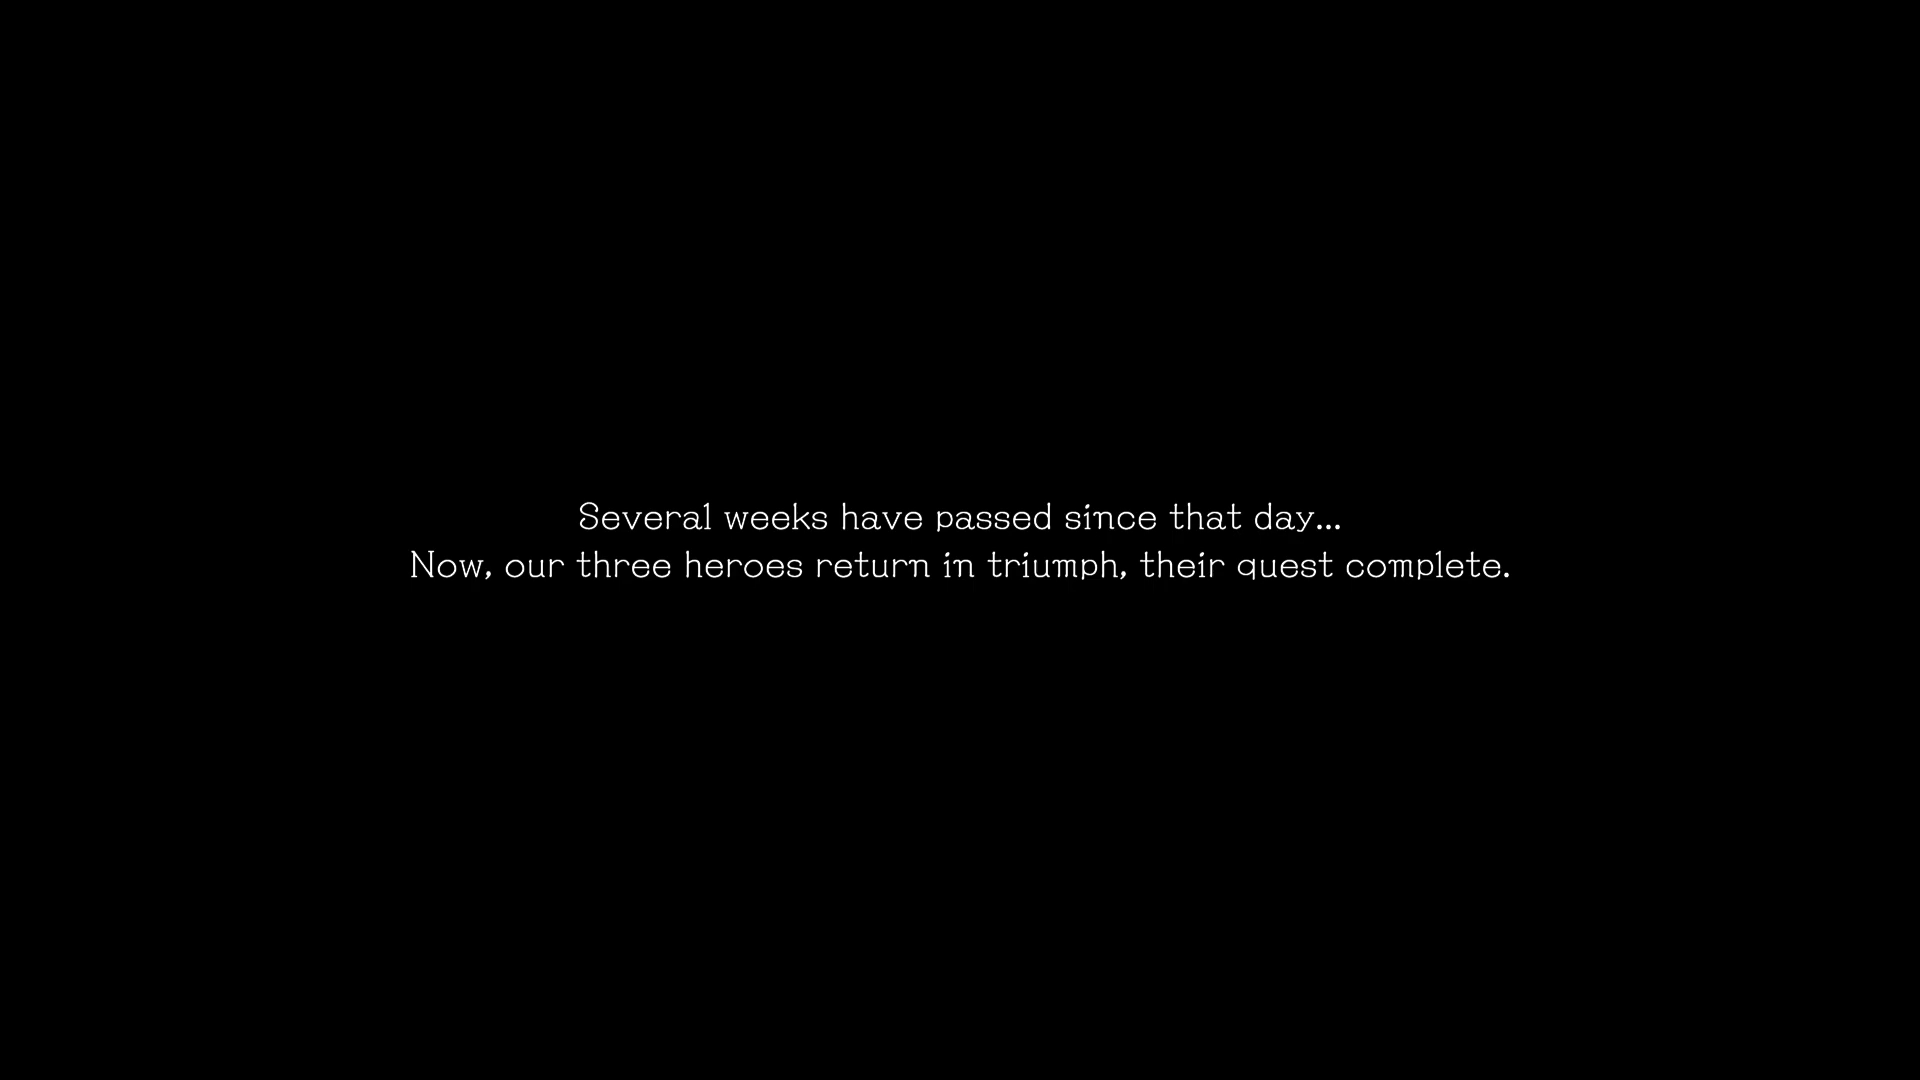 Several weeks have passed since that day...
Now, our three heroes return in triumph, their quest complete.